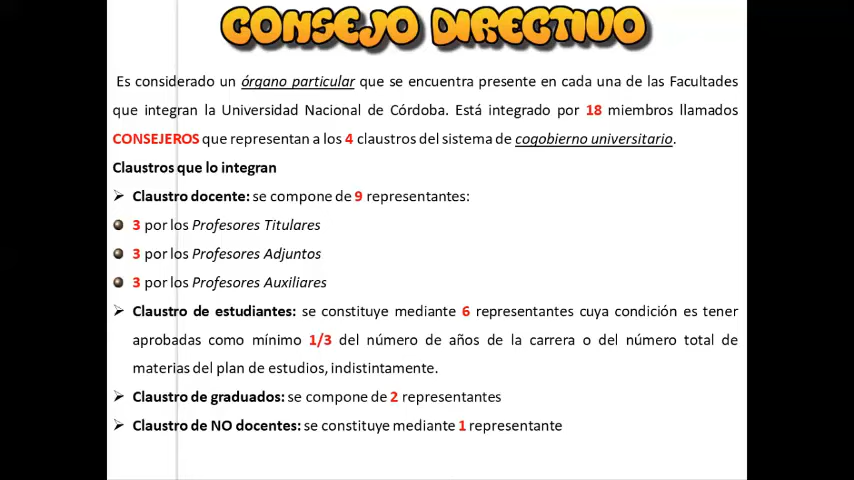 CONSEJO DIRECTIVO
Es considerado un órgano particular que se encuentra presente en cada una de las Facultades
que integran la Universidad Nacional de Córdoba. Está integrado por 18 miembros llamados
CONSEJEROS que representan a los 4 claustros del sistema de cogobierno universitario.
Claustros que lo integran
Claustro docente: se compone de 9 representantes:
3 por los Profesores Titulares
3 por los Profesores Adjuntos
3 por los Profesores Auxiliares
Claustro de estudiantes: se constituye mediante 6 representantes cuya condición es tener
aprobadas como mínimo 1/3 del número de años de la carrera o del número total de
materias del plan de estudios, indistintamente.
Claustro de graduados: se compone de 2 representantes
Claustro de NO docentes: se constituye mediante 1 representante